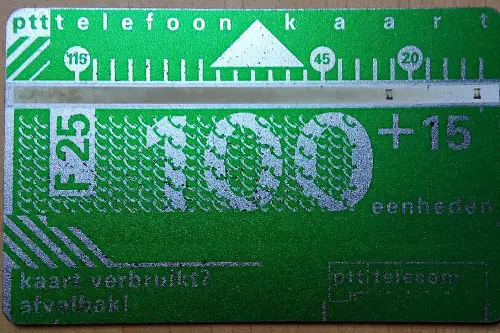 ptt telefoon kaart
115 45 20
F25 100 + 15
eenheden
kaart verbruikt?
afvalbak!
ptt telecom